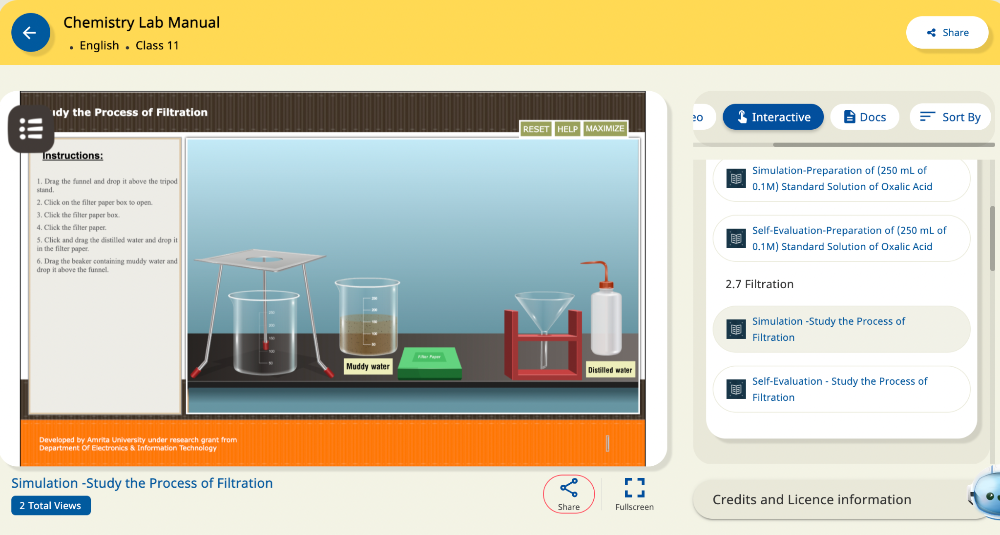 Chemistry Lab Manual
• English • Class 11
Share
udy the Process of Filtration
RESET HELP MAXIMIZE
Instructions:
1. Drag the funnel and drop it above the tripod
stand.
2. Click on the filter paper box to open.
3. Click the filter paper box.
4. Click the filter paper.
5. Click and drag the distilled water and drop it
in the filter paper.
6. Drag the beaker containing muddy water and
drop it above the funnel.
250
200
150
100
50
250
200
150
100
50
Muddy water
Filter Paper
Distilled water
Developed by Amrita University under research grant from
Department Of Electronics & Information Technology
Simulation -Study the Process of Filtration
2 Total Views
Share
Fullscreen
eo
Interactive
Docs
Sort By
Simulation-Preparation of (250 mL of
0.1M) Standard Solution of Oxalic Acid
Self-Evaluation-Preparation of (250 mL of
0.1M) Standard Solution of Oxalic Acid
2.7 Filtration
Simulation -Study the Process of
Filtration
Self-Evaluation - Study the Process of
Filtration
Credits and Licence information